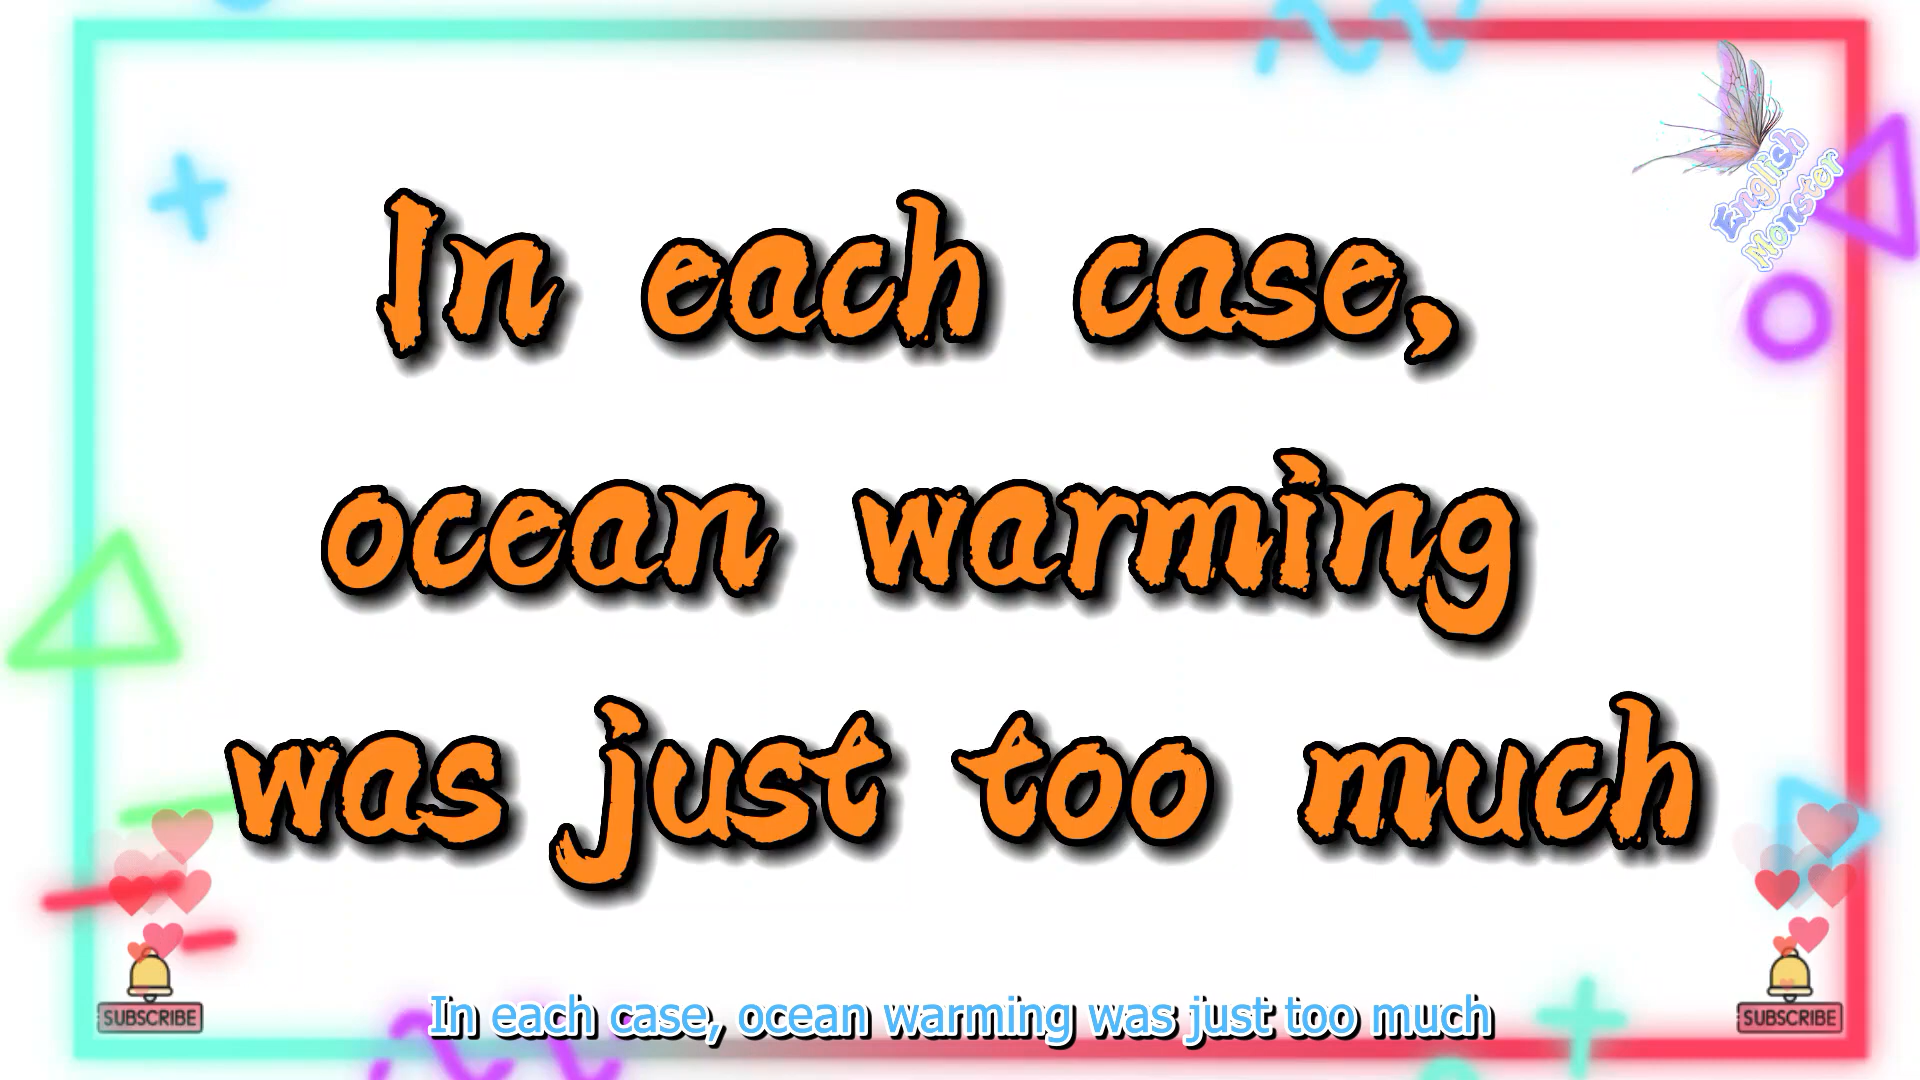 English
Monster
In each case,
ocean warming
was just too much
SUBSCRIBE
SUBSCRIBE
In each case, ocean warming was just too much